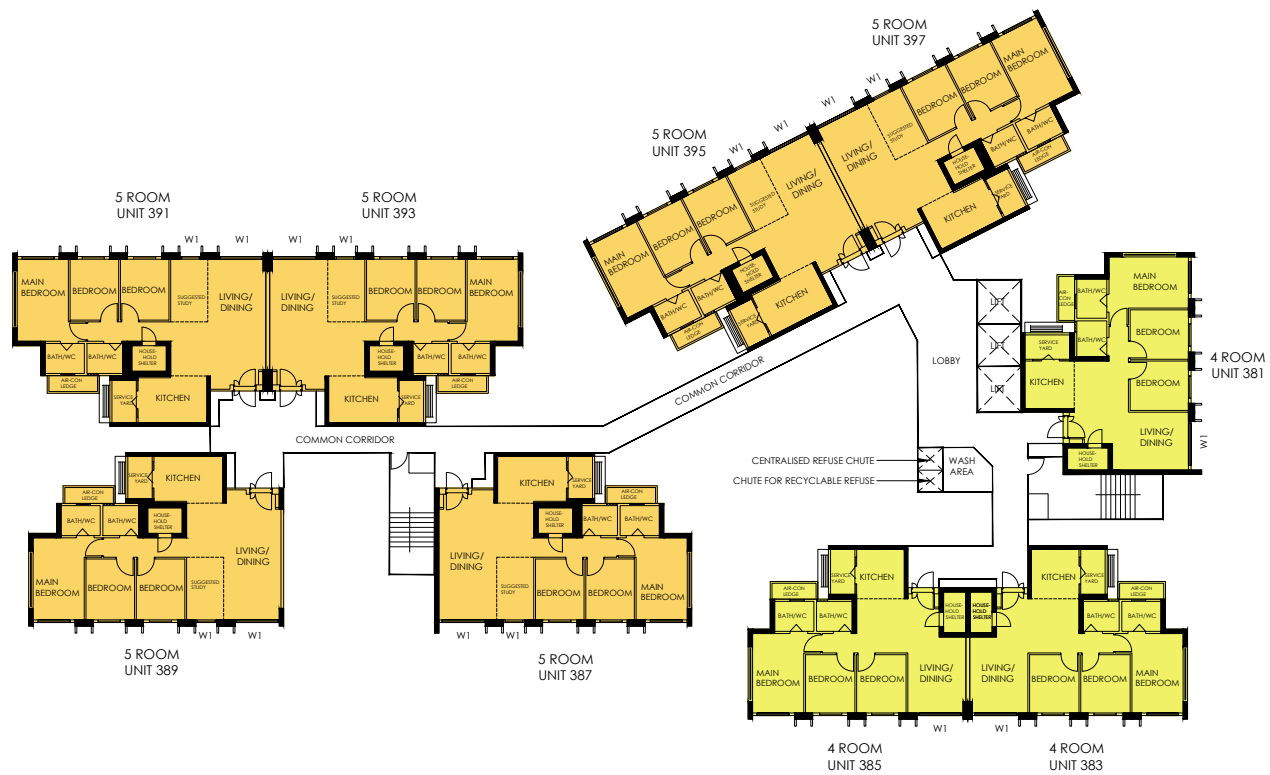 5 ROOM
UNIT 397
MAIN
BEDROOM
BEDROOM
BEDROOM
W1
W1
SUGGESTED
STUDY
LIVING/
DINING
BATH/WC
BATH/WC
AIR-CON
LEDGE
HOUSE-
HOLD
SHELTER
SERVICE
YARD
KITCHEN
5 ROOM
UNIT 395
W1
W1
LIVING/
DINING
SUGGESTED
STUDY
BEDROOM
BEDROOM
MAIN
BEDROOM
HOUSE-
HOLD
SHELTER
BATH/WC
BATH/WC
AIR-CON
LEDGE
KITCHEN
SERVICE
YARD
5 ROOM
UNIT 391
W1
W1
MAIN
BEDROOM
BEDROOM
BEDROOM
SUGGESTED
STUDY
LIVING/
DINING
BATH/WC
BATH/WC
HOUSE-
HOLD
SHELTER
AIR-CON
LEDGE
SERVICE
YARD
KITCHEN
5 ROOM
UNIT 393
W1
W1
LIVING/
DINING
SUGGESTED
STUDY
BEDROOM
BEDROOM
MAIN
BEDROOM
HOUSE-
HOLD
SHELTER
BATH/WC
BATH/WC
AIR-CON
LEDGE
KITCHEN
SERVICE
YARD
COMMON CORRIDOR
COMMON CORRIDOR
LIFT
LIFT
LIFT
LOBBY
AIR-
CON
LEDGE
BATH/WC
MAIN
BEDROOM
BATH/WC
BEDROOM
SERVICE
YARD
KITCHEN
BEDROOM
LIVING/
DINING
HOUSE-
HOLD
SHELTER
W1
4 ROOM
UNIT 381
CENTRALISED REFUSE CHUTE
CHUTE FOR RECYCLABLE REFUSE
WASH
AREA
SERVICE
YARD
KITCHEN
AIR-CON
LEDGE
BATH/WC
BATH/WC
HOUSE-
HOLD
SHELTER
LIVING/
DINING
MAIN
BEDROOM
BEDROOM
BEDROOM
SUGGESTED
STUDY
W1
W1
5 ROOM
UNIT 389
KITCHEN
SERVICE
YARD
AIR-CON
LEDGE
HOUSE-
HOLD
SHELTER
BATH/WC
BATH/WC
LIVING/
DINING
SUGGESTED
STUDY
BEDROOM
BEDROOM
MAIN
BEDROOM
W1
W1
5 ROOM
UNIT 387
SERVICE
YARD
KITCHEN
AIR-CON
LEDGE
BATH/WC
BATH/WC
HOUSE-
HOLD
SHELTER
MAIN
BEDROOM
BEDROOM
BEDROOM
LIVING/
DINING
W1
4 ROOM
UNIT 385
KITCHEN
SERVICE
YARD
AIR-CON
LEDGE
HOUSE-
HOLD
SHELTER
BATH/WC
BATH/WC
LIVING/
DINING
BEDROOM
BEDROOM
MAIN
BEDROOM
W1
4 ROOM
UNIT 383